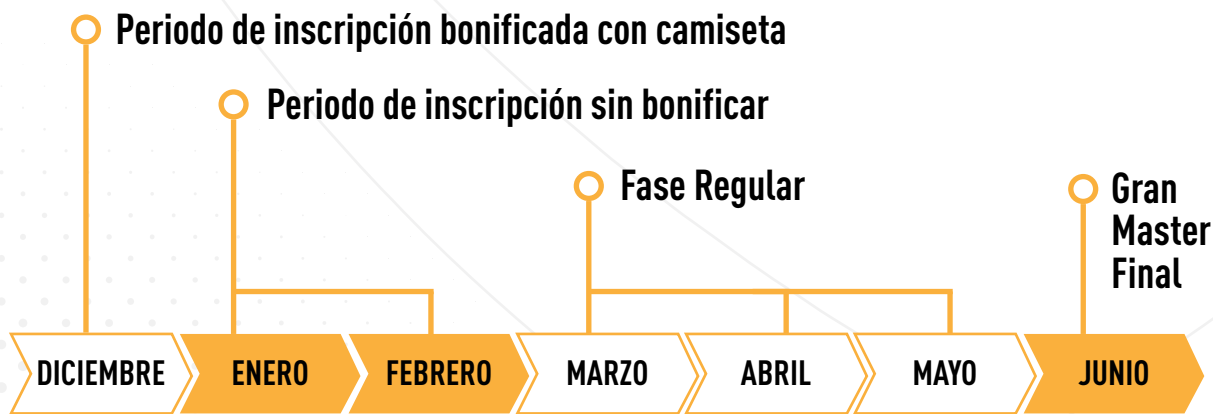 Periodo de inscripción bonificada con camiseta
Periodo de inscripción sin bonificar
Fase Regular
Gran
Master
Final
DICIEMBRE
ENERO
FEBRERO
MARZO
ABRIL
MAYO
JUNIO